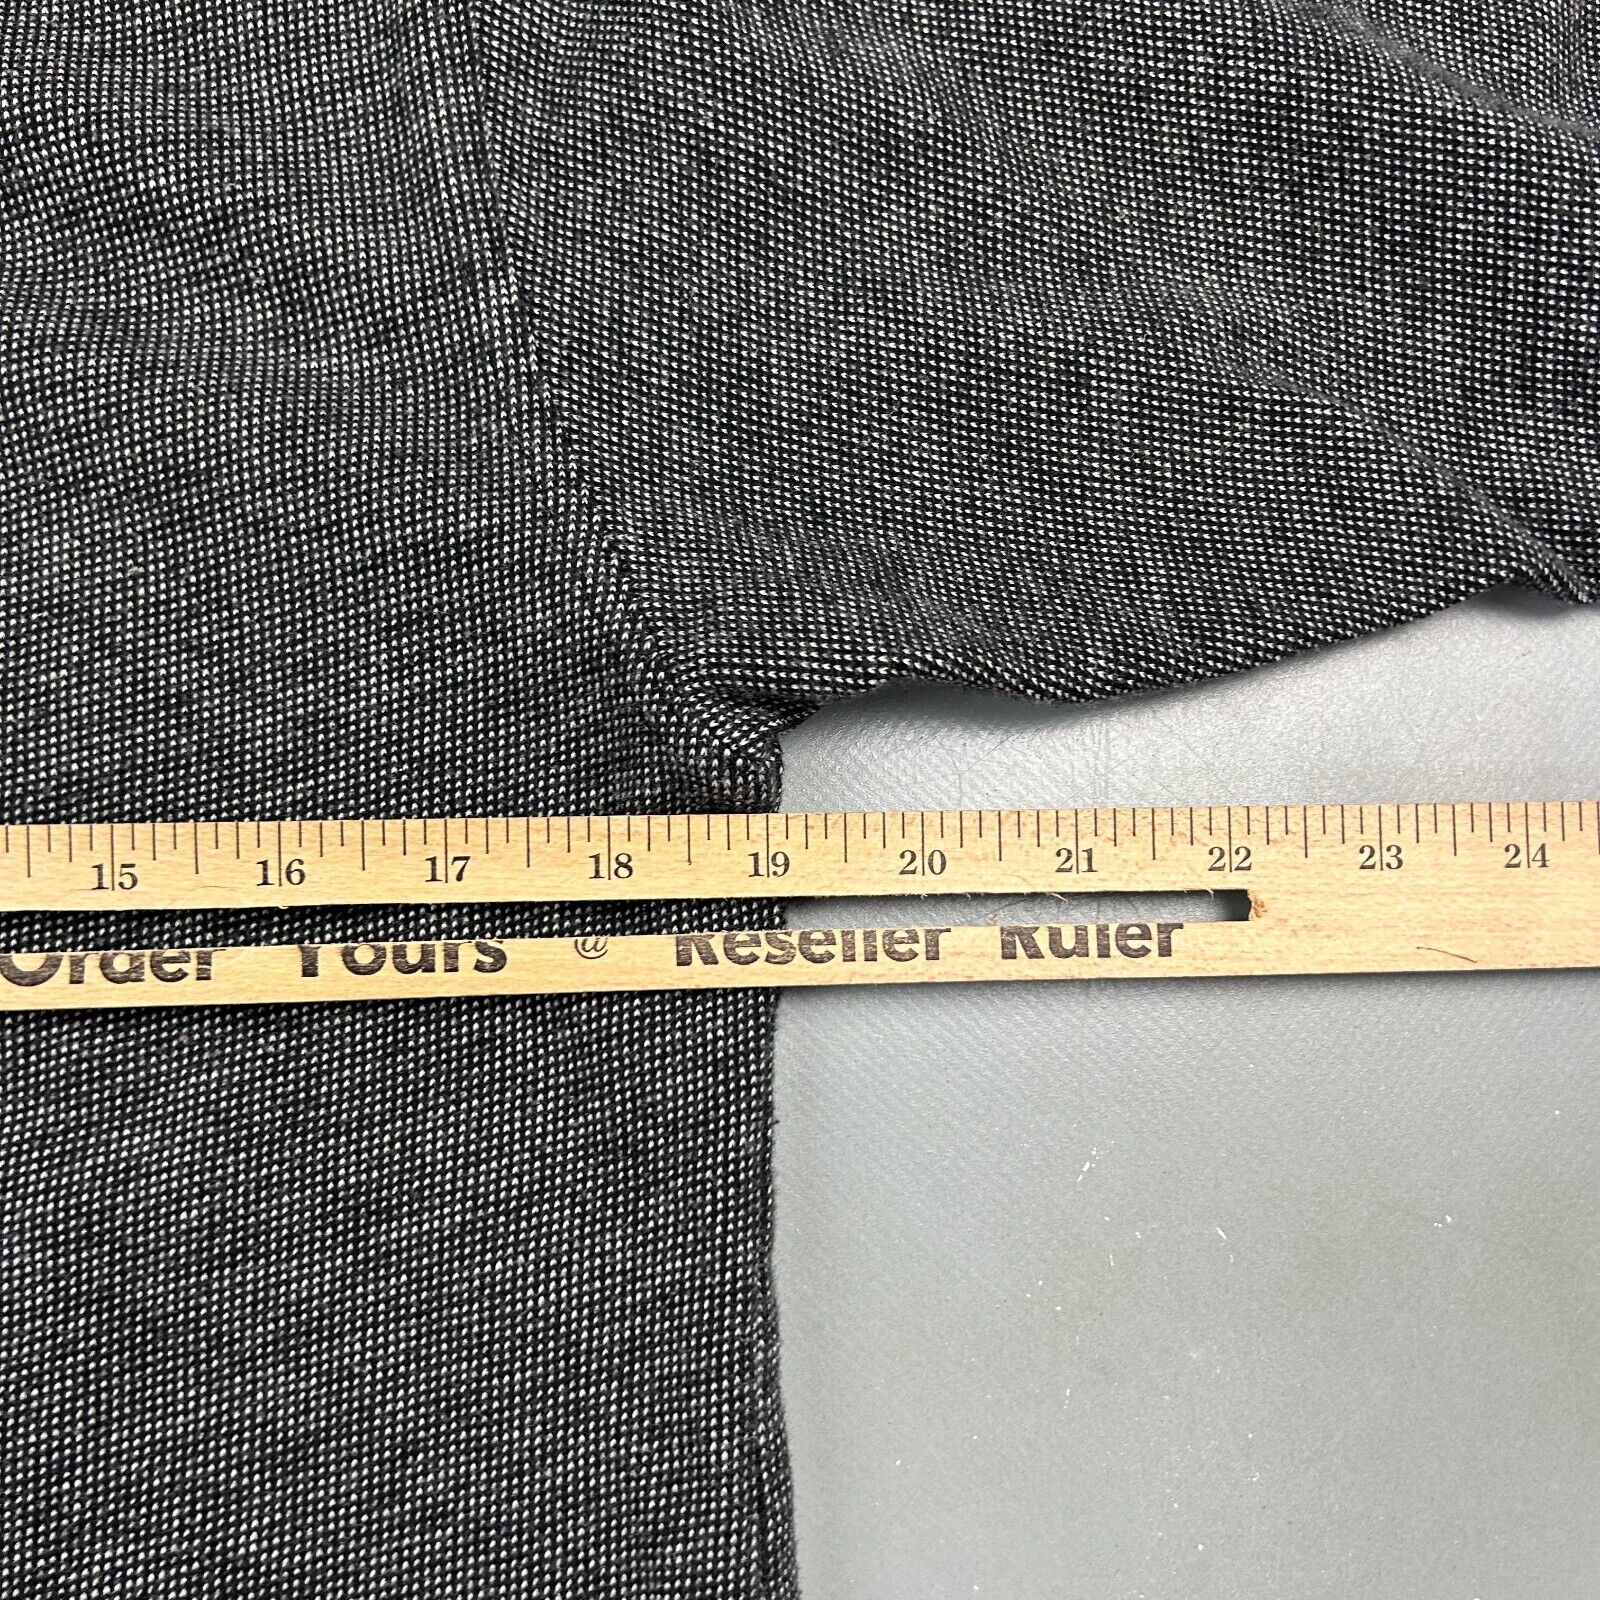 15 16 17 18 19 20 21 22 23 24
Order Yours @ Reseller Ruler